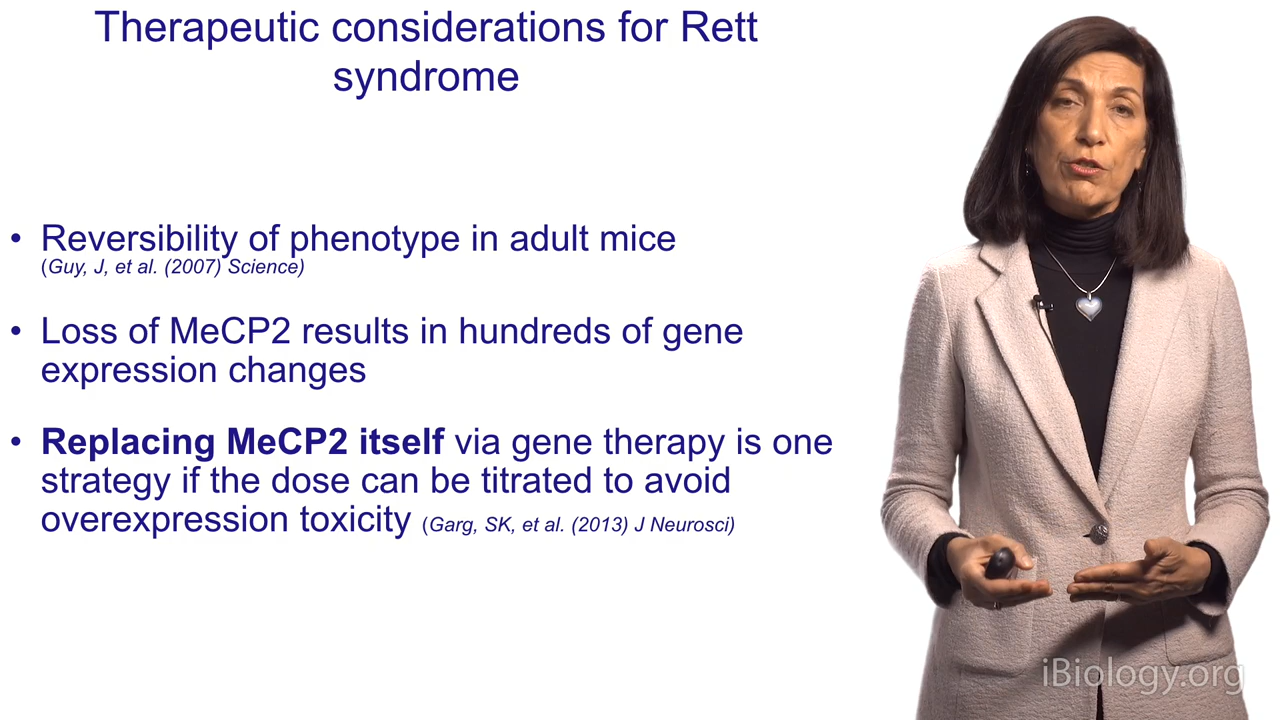 Therapeutic considerations for Rett
syndrome
• Reversibility of phenotype in adult mice
(Guy, J, et al. (2007) Science)
• Loss of MeCP2 results in hundreds of gene
expression changes
• Replacing MeCP2 itself via gene therapy is one
strategy if the dose can be titrated to avoid
overexpression toxicity (Garg, SK, et al. (2013) J Neurosci)
iBiology.org